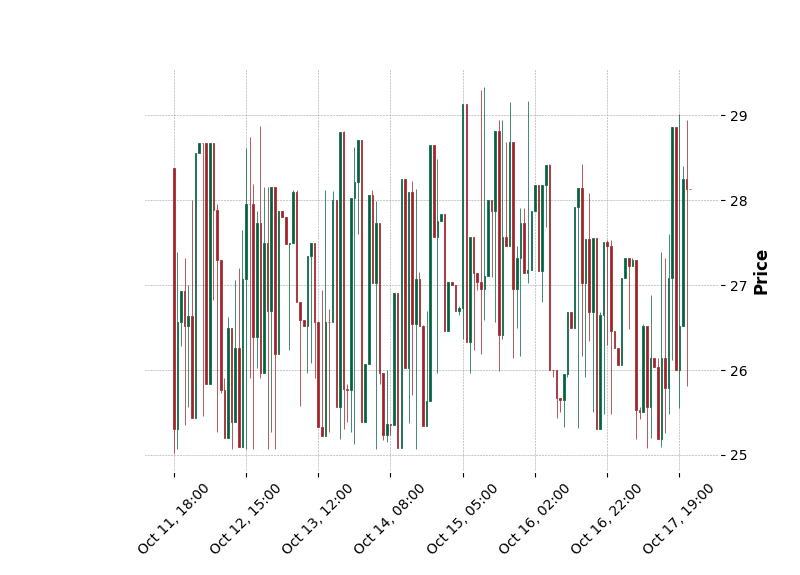 29
28
27
26
25
Price
Oct 11, 18:00
Oct 12, 15:00
Oct 13, 12:00
Oct 14, 08:00
Oct 15, 05:00
Oct 16, 02:00
Oct 16, 22:00
Oct 17, 19:00